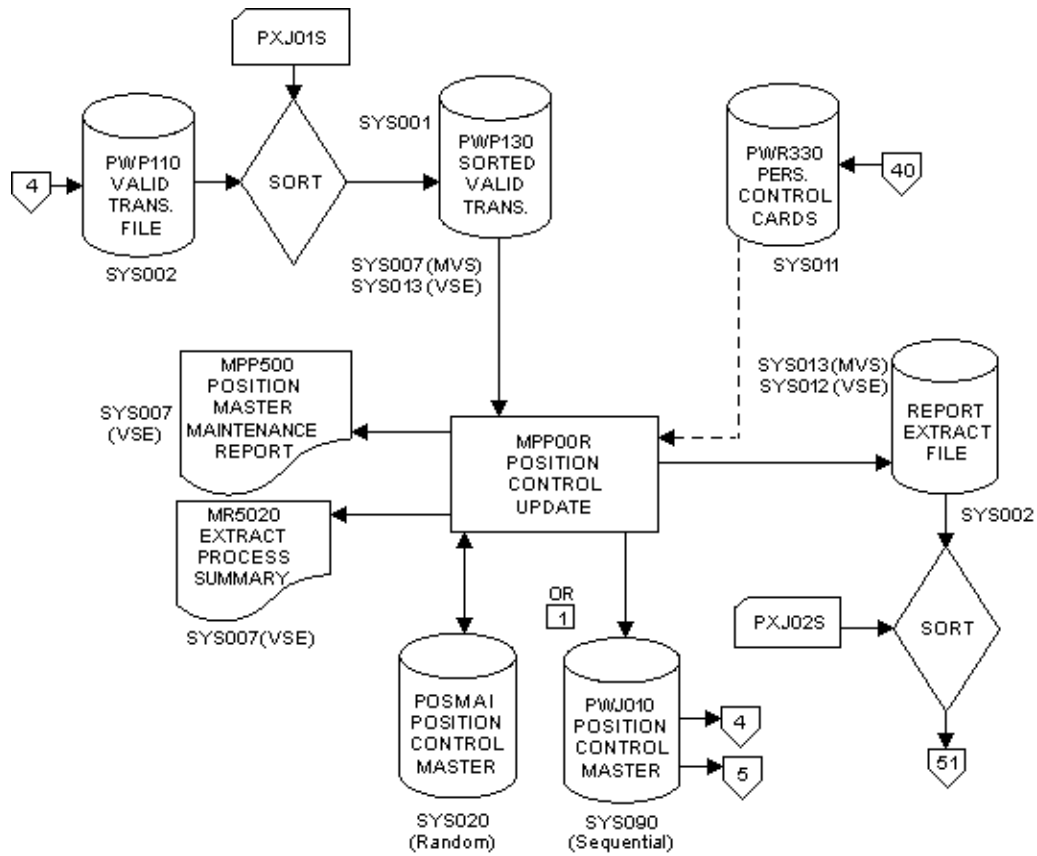 PXJ01S
4
PWP110
VALID
TRANS.
FILE
SYS002
SORT
SYS001
PWP130
SORTED
VALID
TRANS.
SYS007(MVS)
SYS013(VSE)
PWR330
PERS.
CONTROL
CARDS
SYS011
40
MPP500
POSITION
MASTER
MAINTENANCE
REPORT
SYS007
(VSE)
MPP00R
POSITION
CONTROL
UPDATE
SYS013(MVS)
SYS012(VSE)
REPORT
EXTRACT
FILE
SYS002
MR5020
EXTRACT
PROCESS
SUMMARY
SYS007(VSE)
OR
1
PXJ02S
SORT
POSMAI
POSITION
CONTROL
MASTER
SYS020
(Random)
PWJ010
POSITION
CONTROL
MASTER
SYS090
(Sequential)
4
5
51